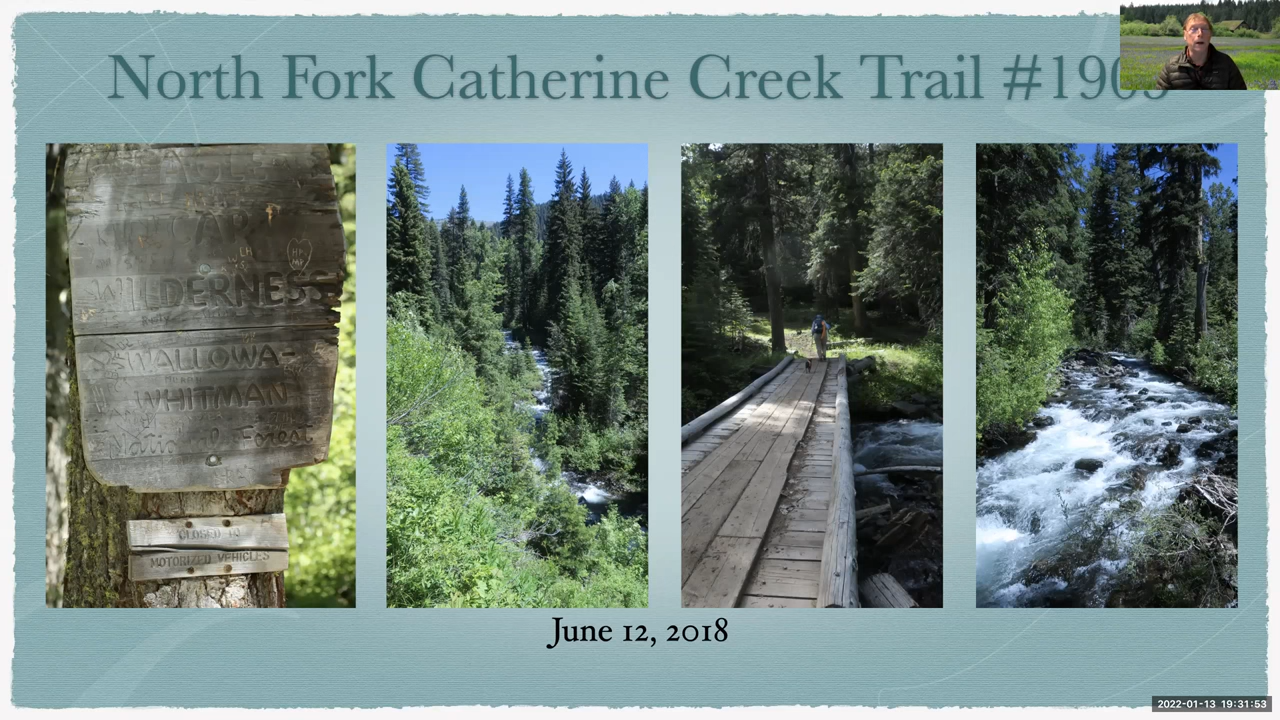 North Fork Catherine Creek Trail #190
WILDERNESS
WALLOWA-
WHITMAN
National Forest
CLOSED TO
MOTORIZED VEHICLES
June 12, 2018
2022-01-13 19:31:53